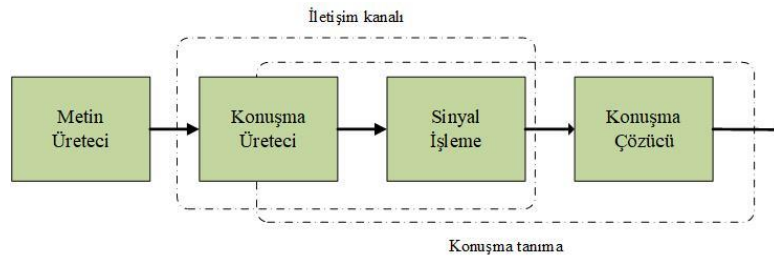 İletişim kanalı
Metin
Üreteci
Konuşma
Üreteci
Sinyal
İşleme
Konuşma
Çözücü
Konuşma tanıma